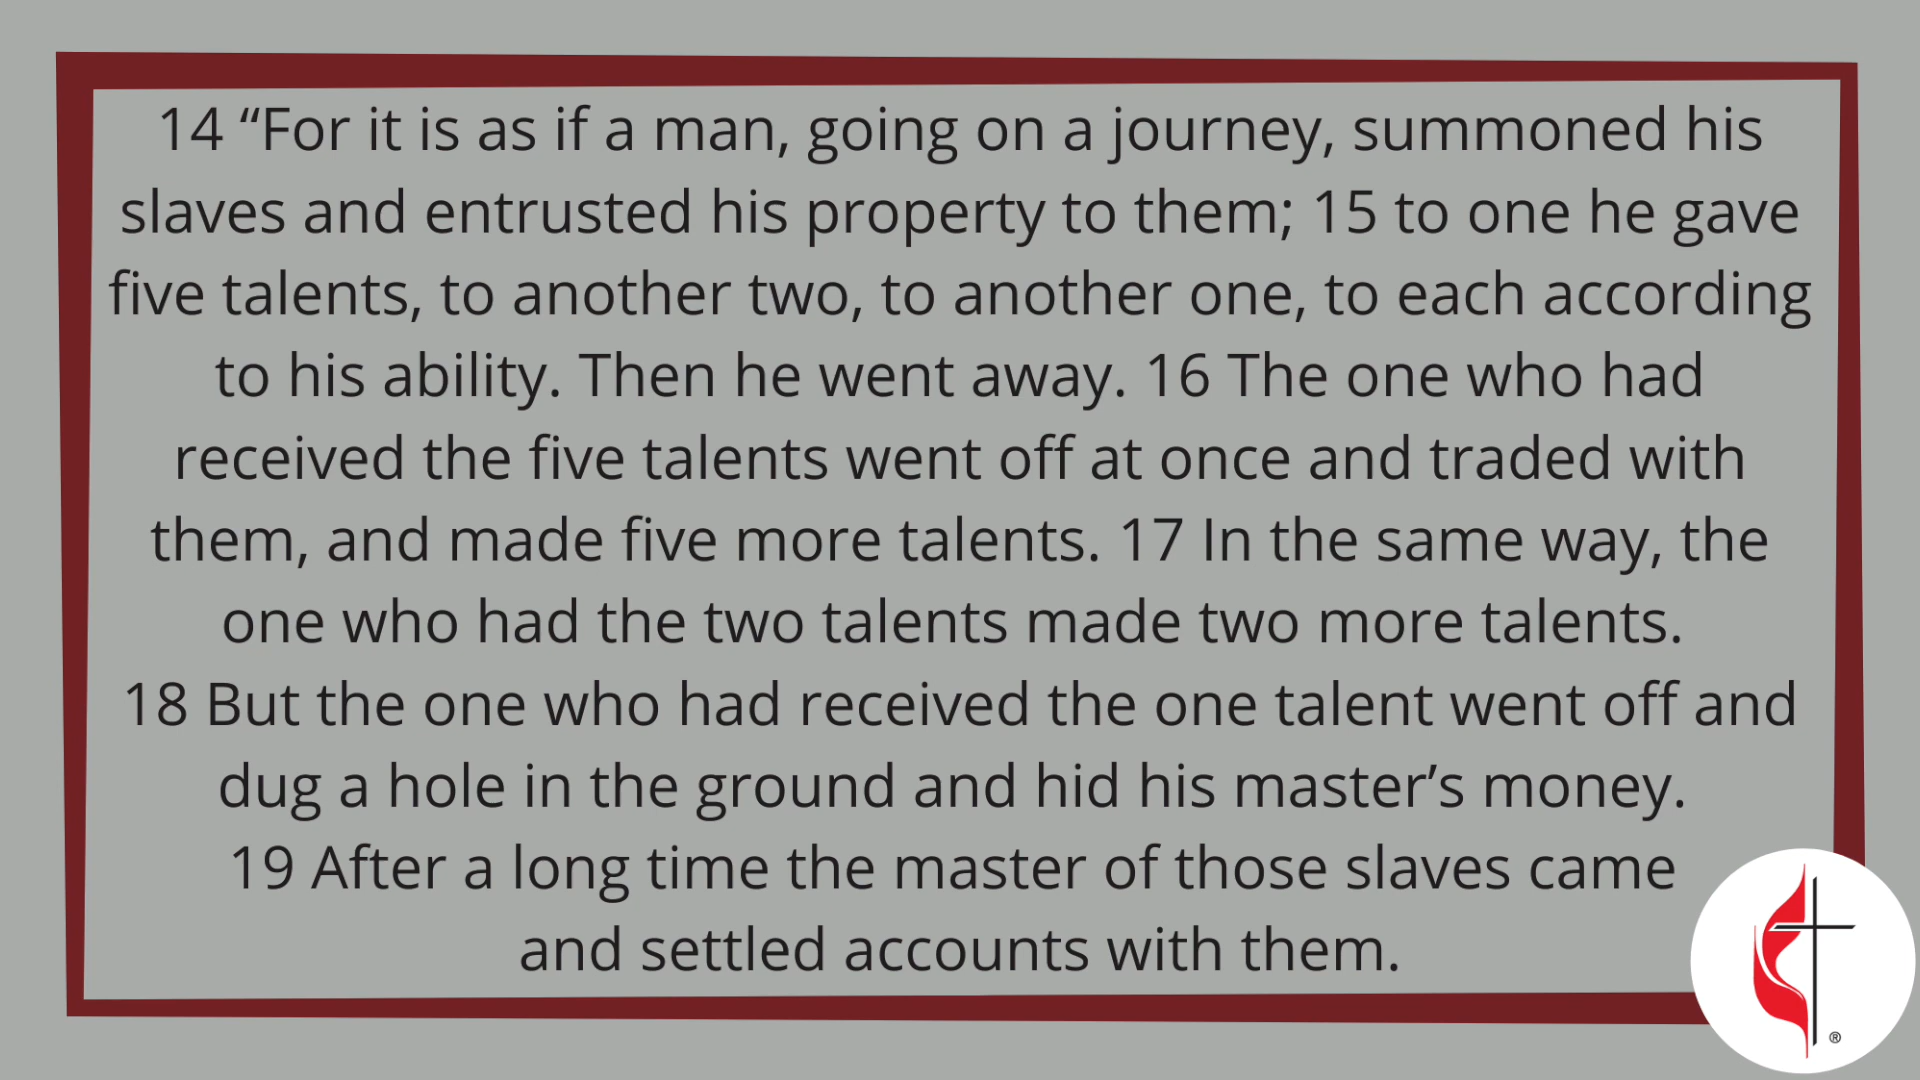 14 “For it is as if a man, going on a journey, summoned his
slaves and entrusted his property to them; 15 to one he gave
five talents, to another two, to another one, to each according
to his ability. Then he went away. 16 The one who had
received the five talents went off at once and traded with
them, and made five more talents. 17 In the same way, the
one who had the two talents made two more talents.
18 But the one who had received the one talent went off and
dug a hole in the ground and hid his master’s money.
19 After a long time the master of those slaves came
and settled accounts with them.
®